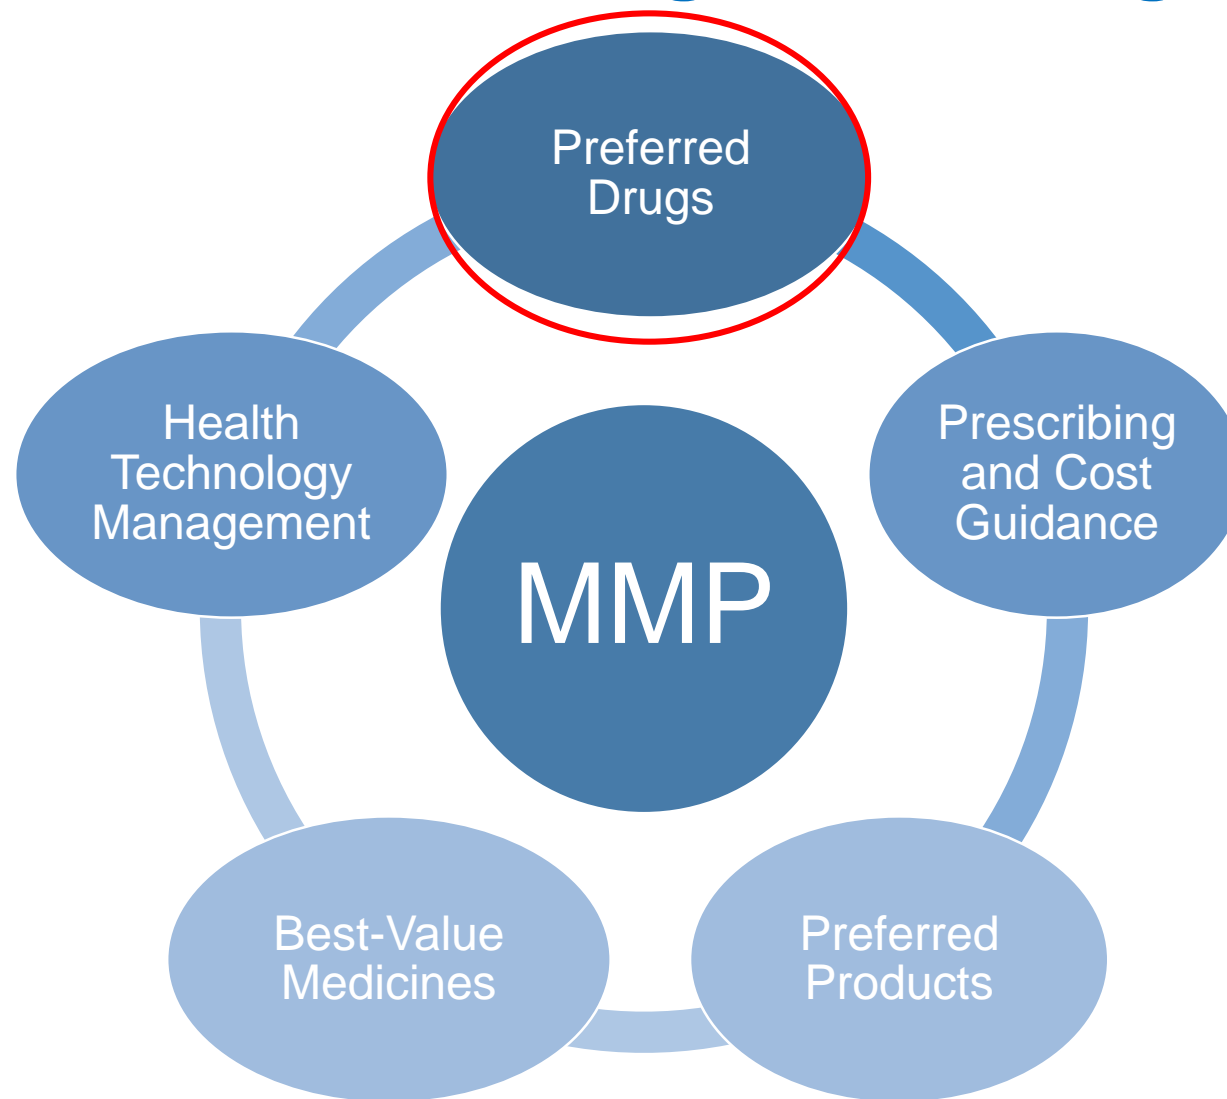 Preferred
Drugs
Prescribing
and Cost
Guidance
Health
Technology
Management
MMP
Best-Value
Medicines
Preferred
Products